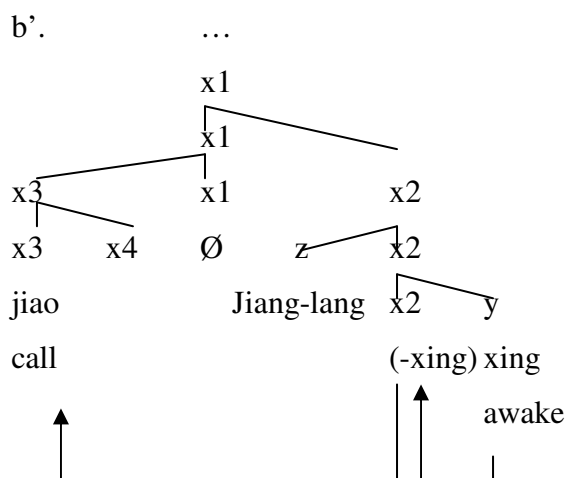 b’. …
x1
x1
x3 x1 x2
x3 x4 Ø z x2
jiao Jiang-lang x2 y
call (-xing) xing
awake